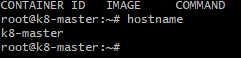 CONTAINER ID   IMAGE     COMMAND
root@k8-master:~# hostname
k8-master
root@k8-master:~#